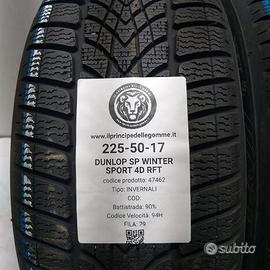 www.ilprincipedellegomme.it
225-50-17
DUNLOP SP WINTER
SPORT 4D RFT
codice prodotto: 47462
Tipo: INVERNALI
COD:
Battistrada: 90%
Codice Velocità: 94H
FILA: 79
subito